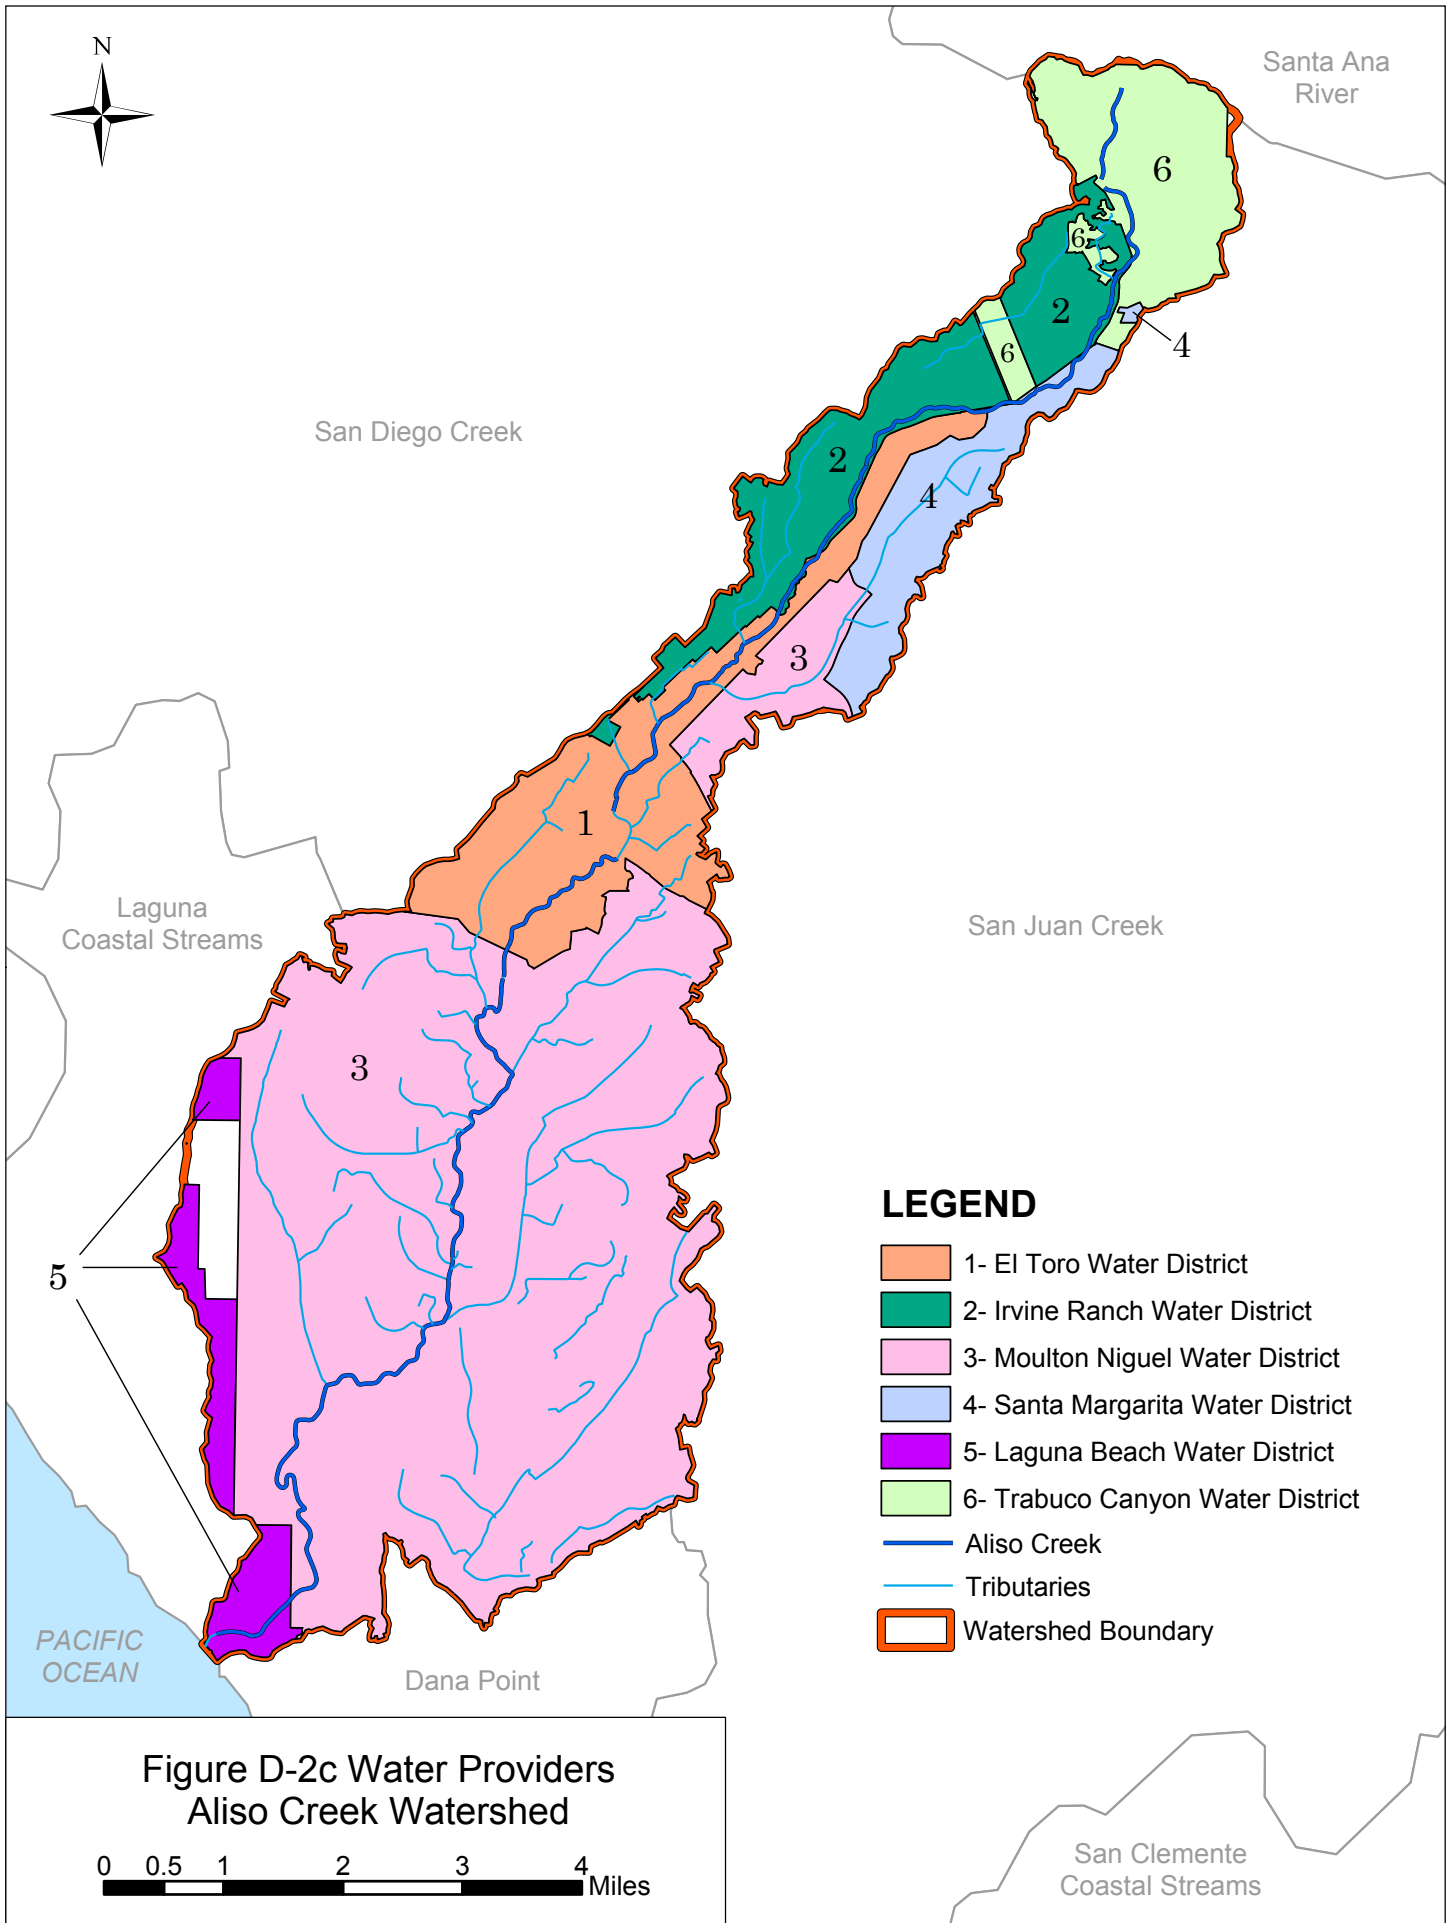 N
Santa Ana
River
6
6
2
4
6
San Diego Creek
2
4
3
1
Laguna
Coastal Streams
San Juan Creek
3
5
LEGEND
1- El Toro Water District
2- Irvine Ranch Water District
3- Moulton Niguel Water District
4- Santa Margarita Water District
5- Laguna Beach Water District
6- Trabuco Canyon Water District
Aliso Creek
Tributaries
Watershed Boundary
PACIFIC
OCEAN
Dana Point
Figure D-2c Water Providers
Aliso Creek Watershed
0 0.5 1 2 3 4
Miles
San Clemente
Coastal Streams